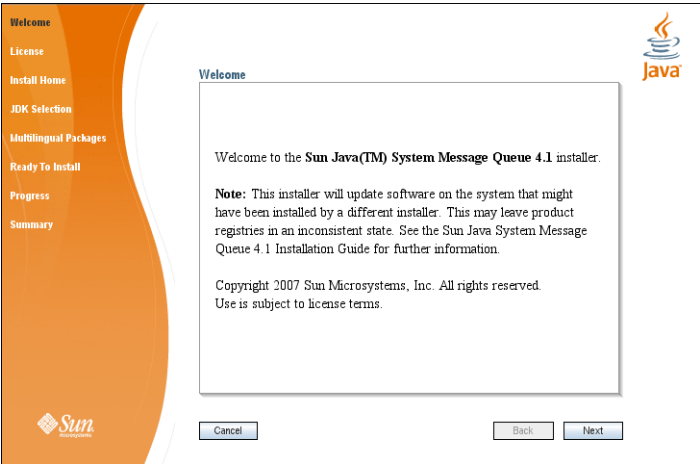 Welcome
License
Install Home
JDK Selection
Multilingual Packages
Ready To Install
Progress
Summary
Sun
microsystems
Java
Welcome
Welcome to the Sun Java(TM) System Message Queue 4.1 installer.
Note: This installer will update software on the system that might
have been installed by a different installer. This may leave product
registries in an inconsistent state. See the Sun Java System Message
Queue 4.1 Installation Guide for further information.
Copyright 2007 Sun Microsystems, Inc. All rights reserved.
Use is subject to license terms.
Cancel
Back
Next